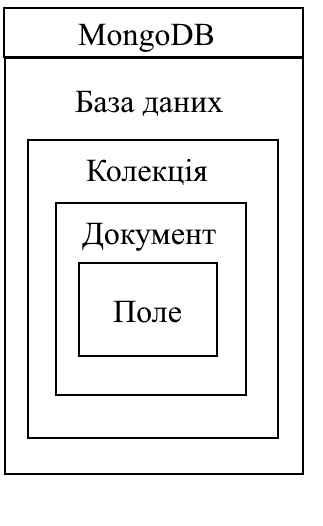 MongoDB
База даних
Колекція
Документ
Поле